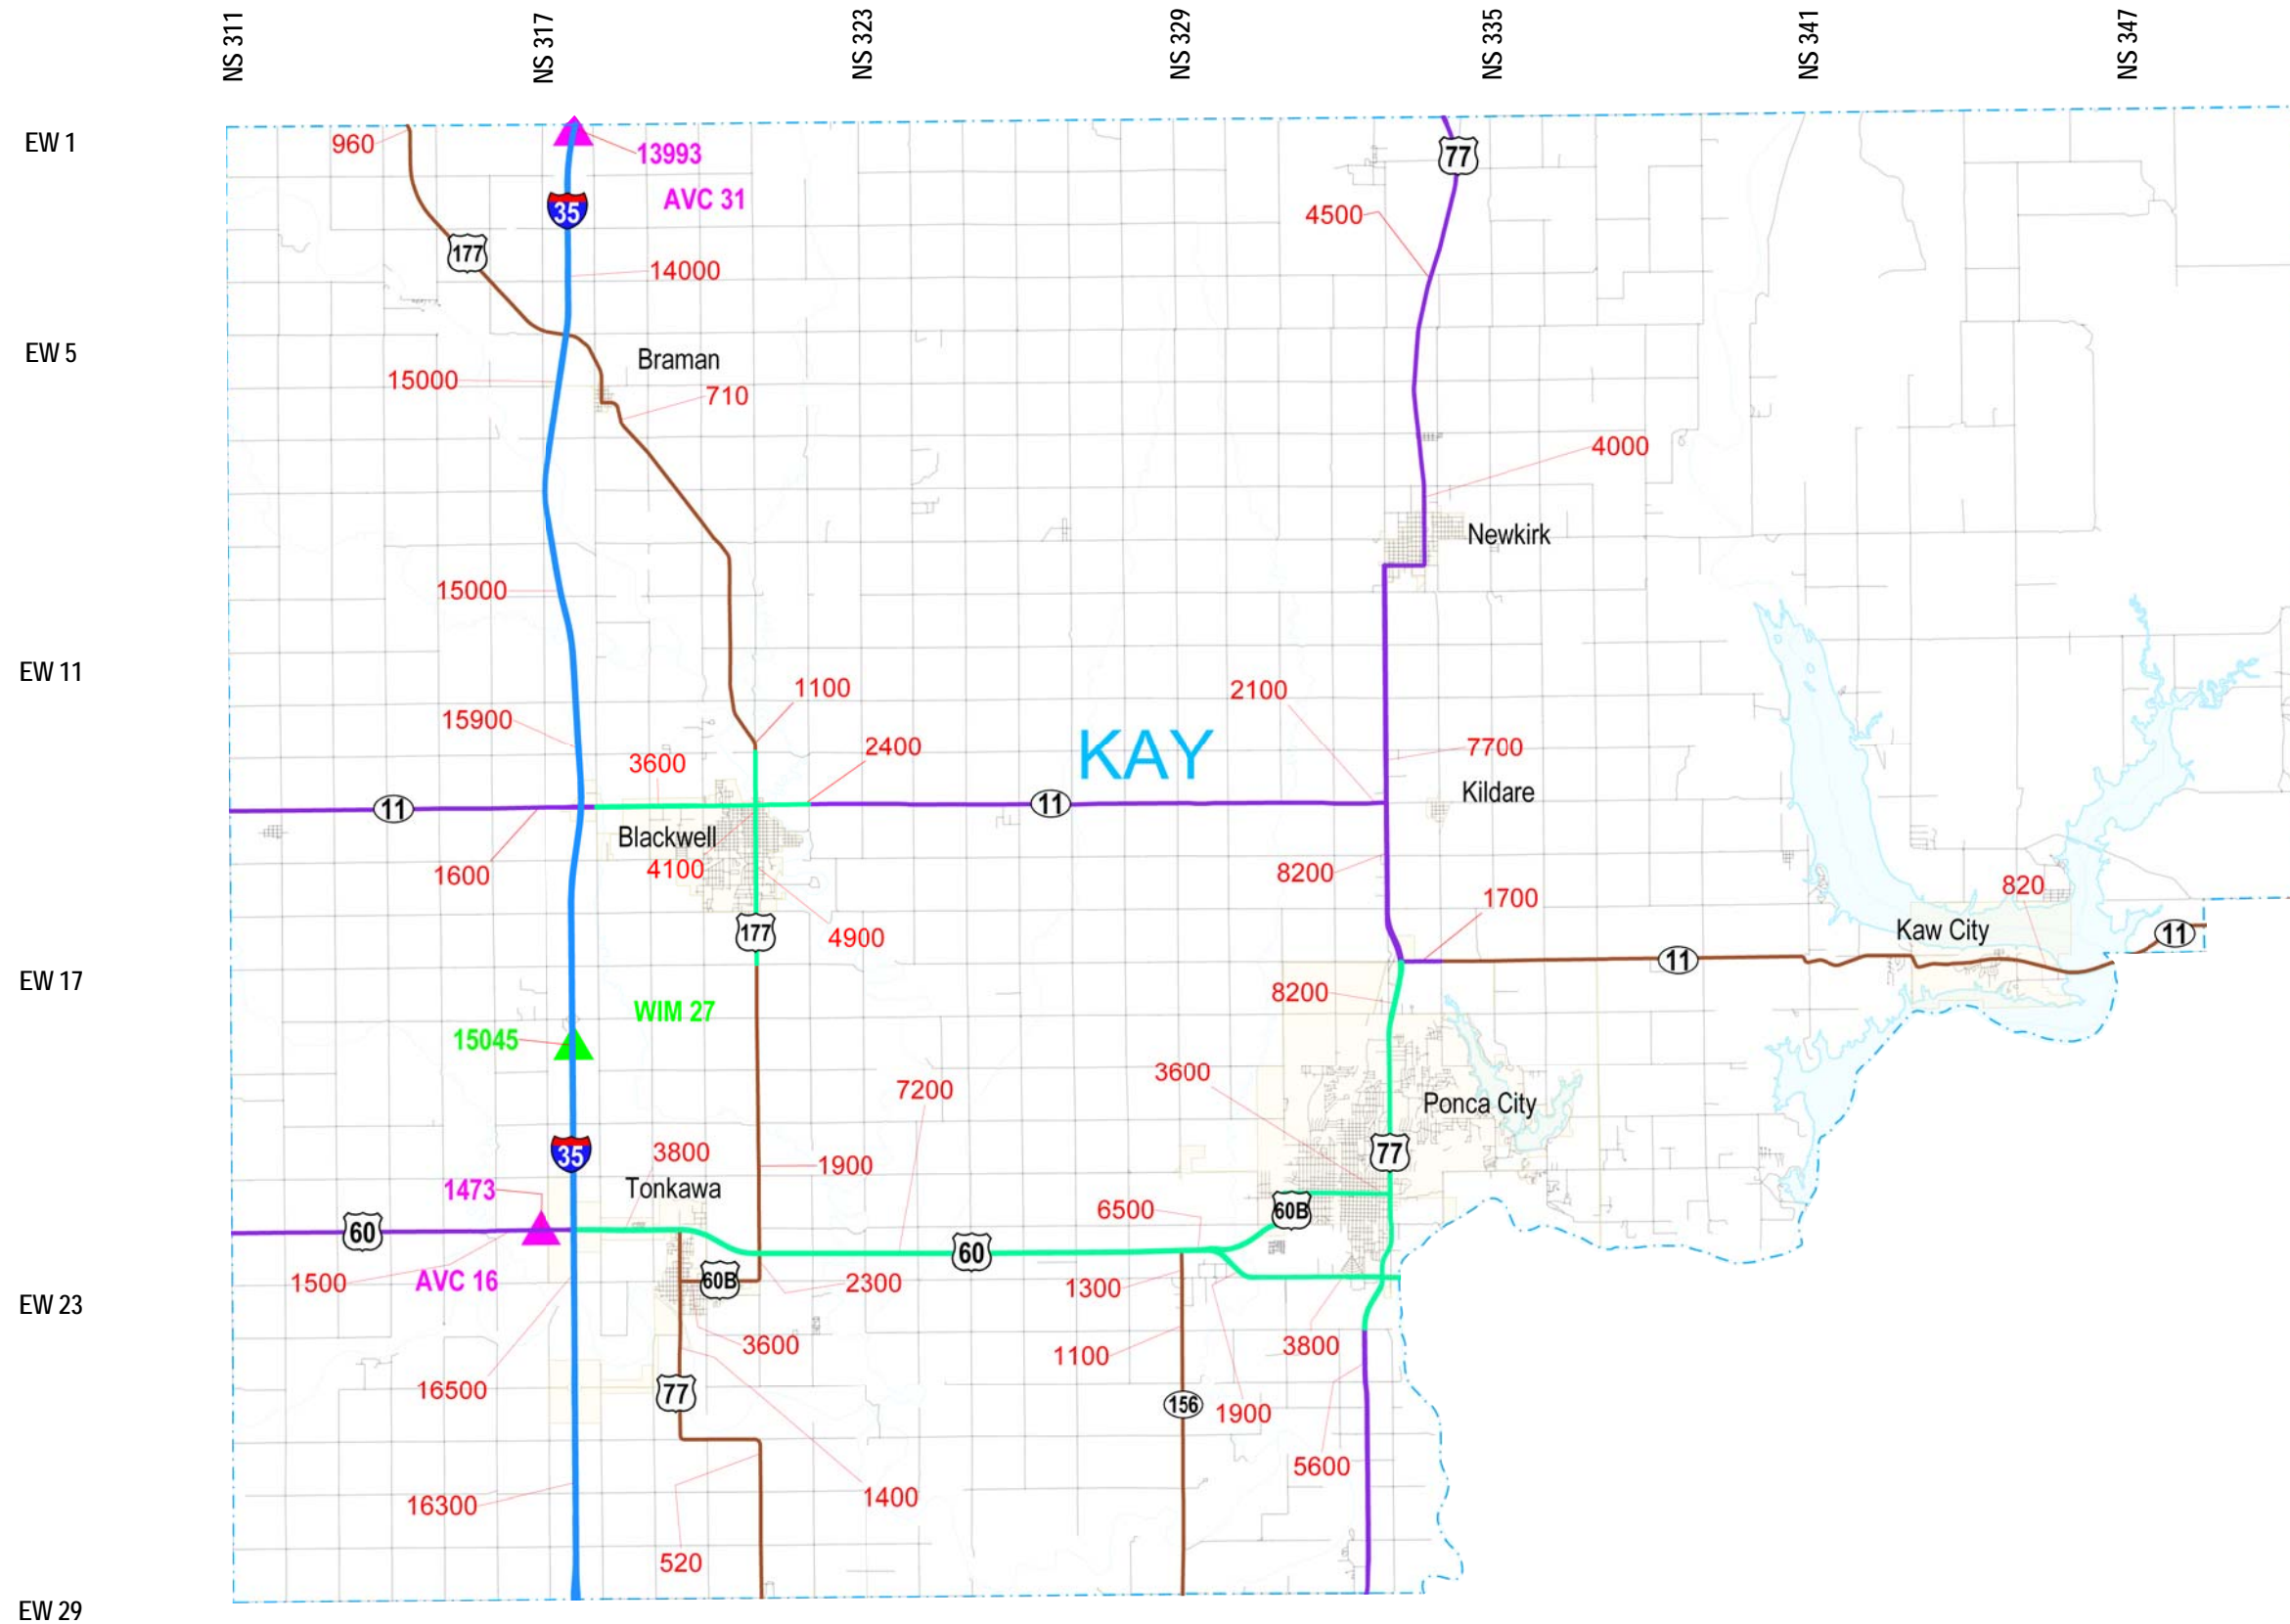 NS 311
NS 317
NS 323
NS 329
NS 335
NS 341
NS 347
EW 1
960
13993
77
AVC 31
35
4500
177
14000
EW 5
Braman
15000
710
4000
Newkirk
15000
EW 11
1100
2100
15900
2400
7700
3600
KAY
Kildare
11
11
Blackwell
4100
1600
8200
1700
820
177
4900
Kaw City
11
11
EW 17
8200
WIM 27
15045
3600
7200
Ponca City
35
3800
77
1900
1473
Tonkawa
6500
60B
60
60
1500
AVC 16
60B
2300
1300
EW 23
3600
1100
3800
16500
77
156
1900
5600
16300
1400
520
EW 29